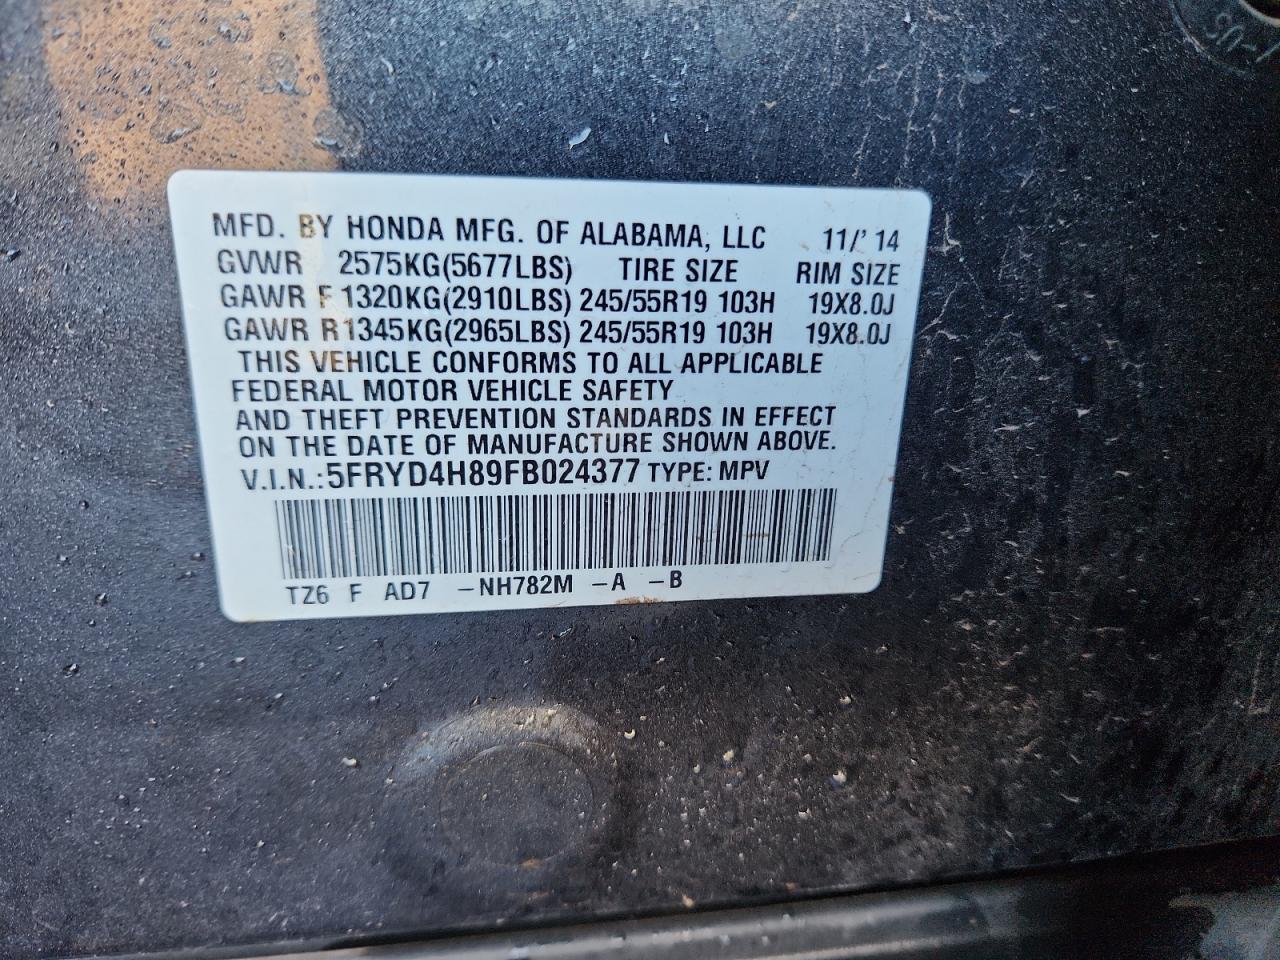 MFD. BY HONDA MFG. OF ALABAMA, LLC 11/' 14
GVWR 2575KG(5677LBS) TIRE SIZE RIM SIZE
GAWR F 1320KG(2910LBS) 245/55R19 103H 19X8.0J
GAWR R1345KG(2965LBS) 245/55R19 103H 19X8.0J
THIS VEHICLE CONFORMS TO ALL APPLICABLE
FEDERAL MOTOR VEHICLE SAFETY
AND THEFT PREVENTION STANDARDS IN EFFECT
ON THE DATE OF MANUFACTURE SHOWN ABOVE.
V.I.N.:5FRYD4H89FB024377 TYPE: MPV
TZ6 F AD7 -NH782M -A -B